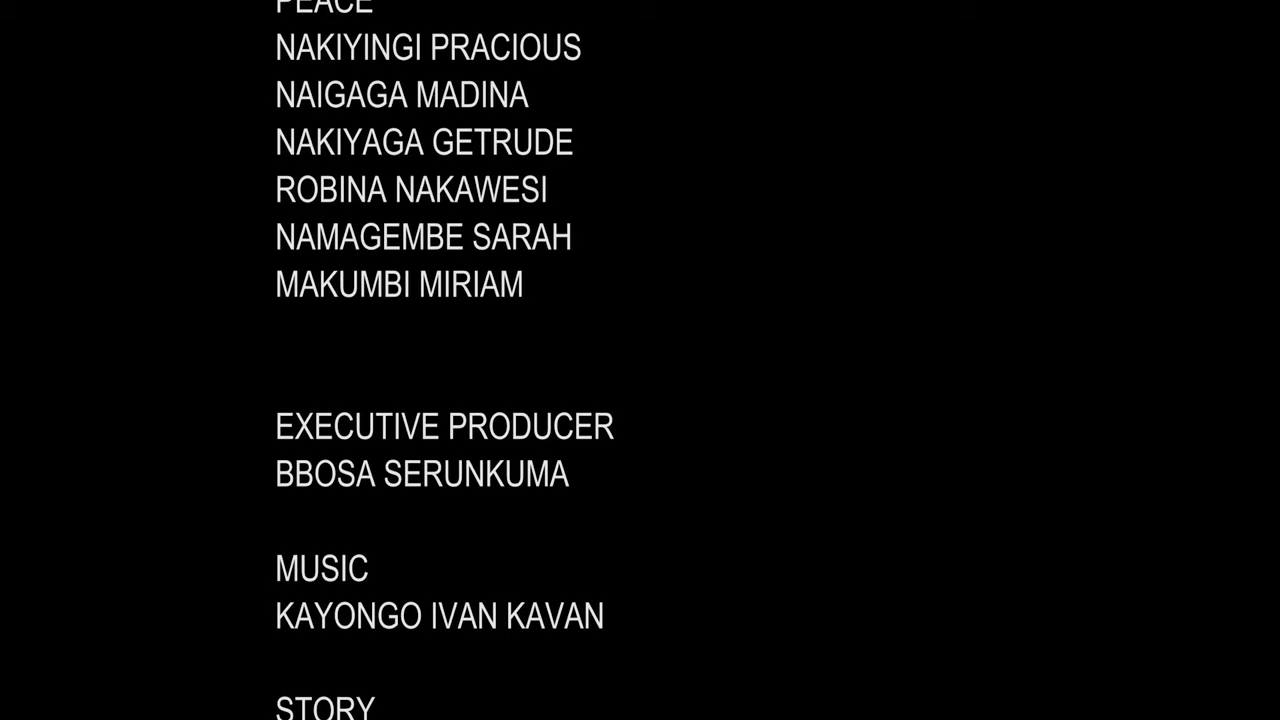 PEACE
NAKIYINGI PRACIOUS
NAIGAGA MADINA
NAKIYAGA GETRUDE
ROBINA NAKAWESI
NAMAGEMBE SARAH
MAKUMBI MIRIAM
EXECUTIVE PRODUCER
BBOSA SERUNKUMA
MUSIC
KAYONGO IVAN KAVAN
STORY